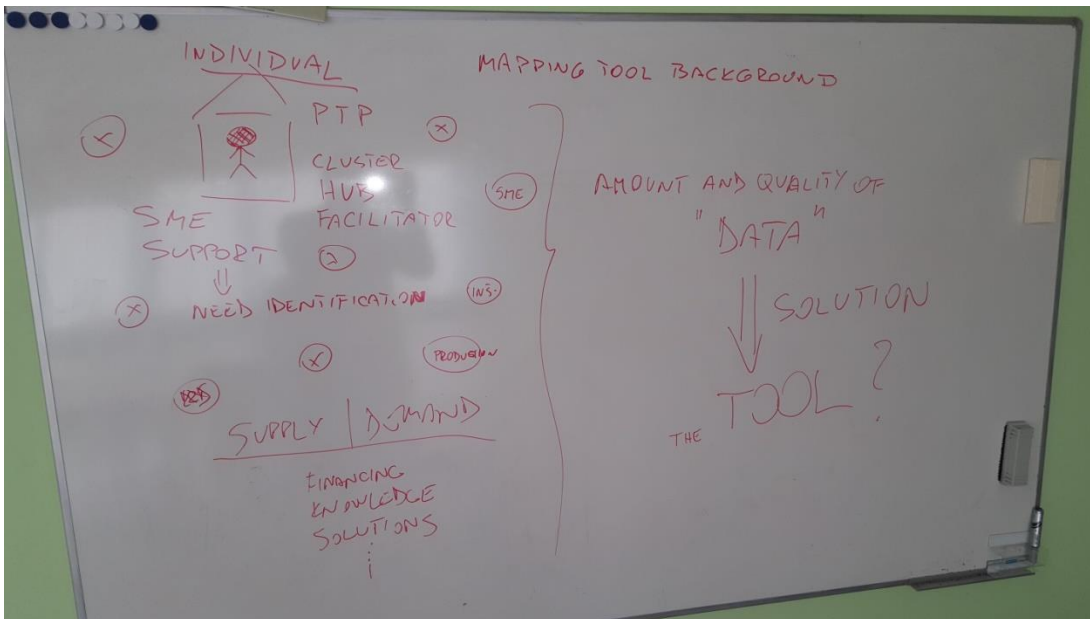 INDIVIDUAL
MAPPING TOOL BACKGROUND
PTP
X
X
CLUSTER
HUB
FACILITATOR
SME
SME
SUPPORT
NEED IDENTIFICATION
X
INS.
X
PRODUCTION
SUPPLY | DEMAND
FINANCING
KNOWLEDGE
SOLUTIONS
AMOUNT AND QUALITY OF
"DATA"
SOLUTION
THE TOOL ?